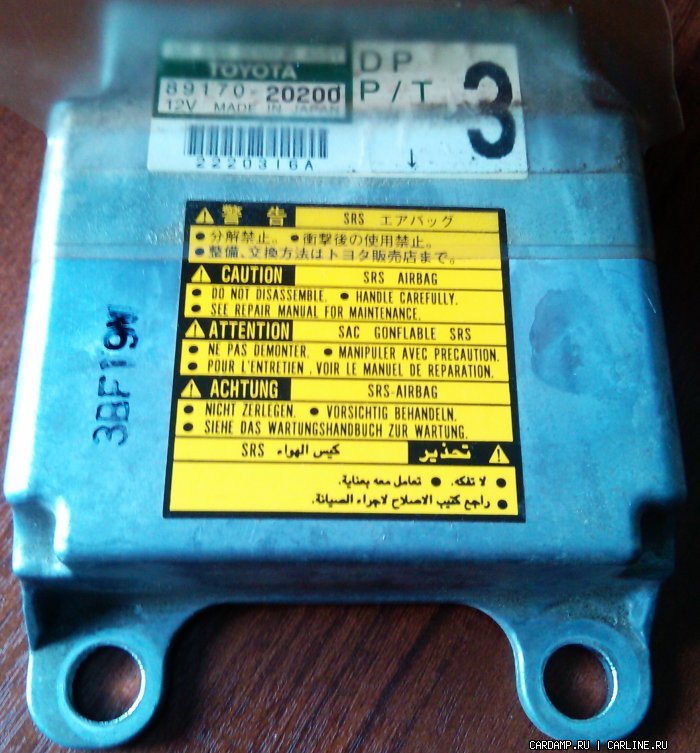 TOYOTA
89170-20200
12V MADE IN JAPAN
DP
P/T
3
2220316A
↓
警告 SRS エアバッグ
● 分解禁止。 ● 衝撃後の使用禁止。
● 整備、交換方法はトヨタ販売店まで。
CAUTION SRS AIRBAG
● DO NOT DISASSEMBLE. ● HANDLE CAREFULLY.
● SEE REPAIR MANUAL FOR MAINTENANCE.
ATTENTION SAC GONFLABLE SRS
● NE PAS DEMONTER. ● MANIPULER AVEC PRECAUTION.
● POUR L'ENTRETIEN , VOIR LE MANUEL DE REPARATION.
ACHTUNG SRS-AIRBAG
● NICHT ZERLEGEN. ● VORSICHTIG BEHANDELN.
● SIEHE DAS WARTUNGSHANDBUCH ZUR WARTUNG.
تحذير كيس الهواء SRS
● لا تفكه. ● تعامل معه بعناية.
● راجع كتيب الاصلاح لاجراء الصيانة.
CARDAMP.RU | CARLINE.RU